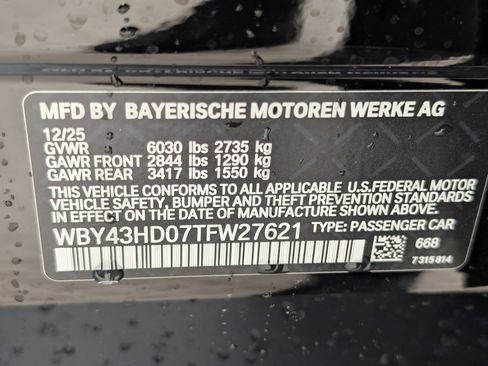 MFD BY BAYERISCHE MOTOREN WERKE AG
12/25
GVWR 6030 lbs 2735 kg
GAWR FRONT 2844 lbs 1290 kg
GAWR REAR 3417 lbs 1550 kg
THIS VEHICLE CONFORMS TO ALL APPLICABLE U.S.FEDERAL MOTOR
VEHICLE SAFETY, BUMPER AND THEFT PREVENTION STANDARDS
IN EFFECT ON THE DATE OF MANUFACTURE SHOWN ABOVE.
WBY43HD07TFW27621 TYPE: PASSENGER CAR
668
7315814